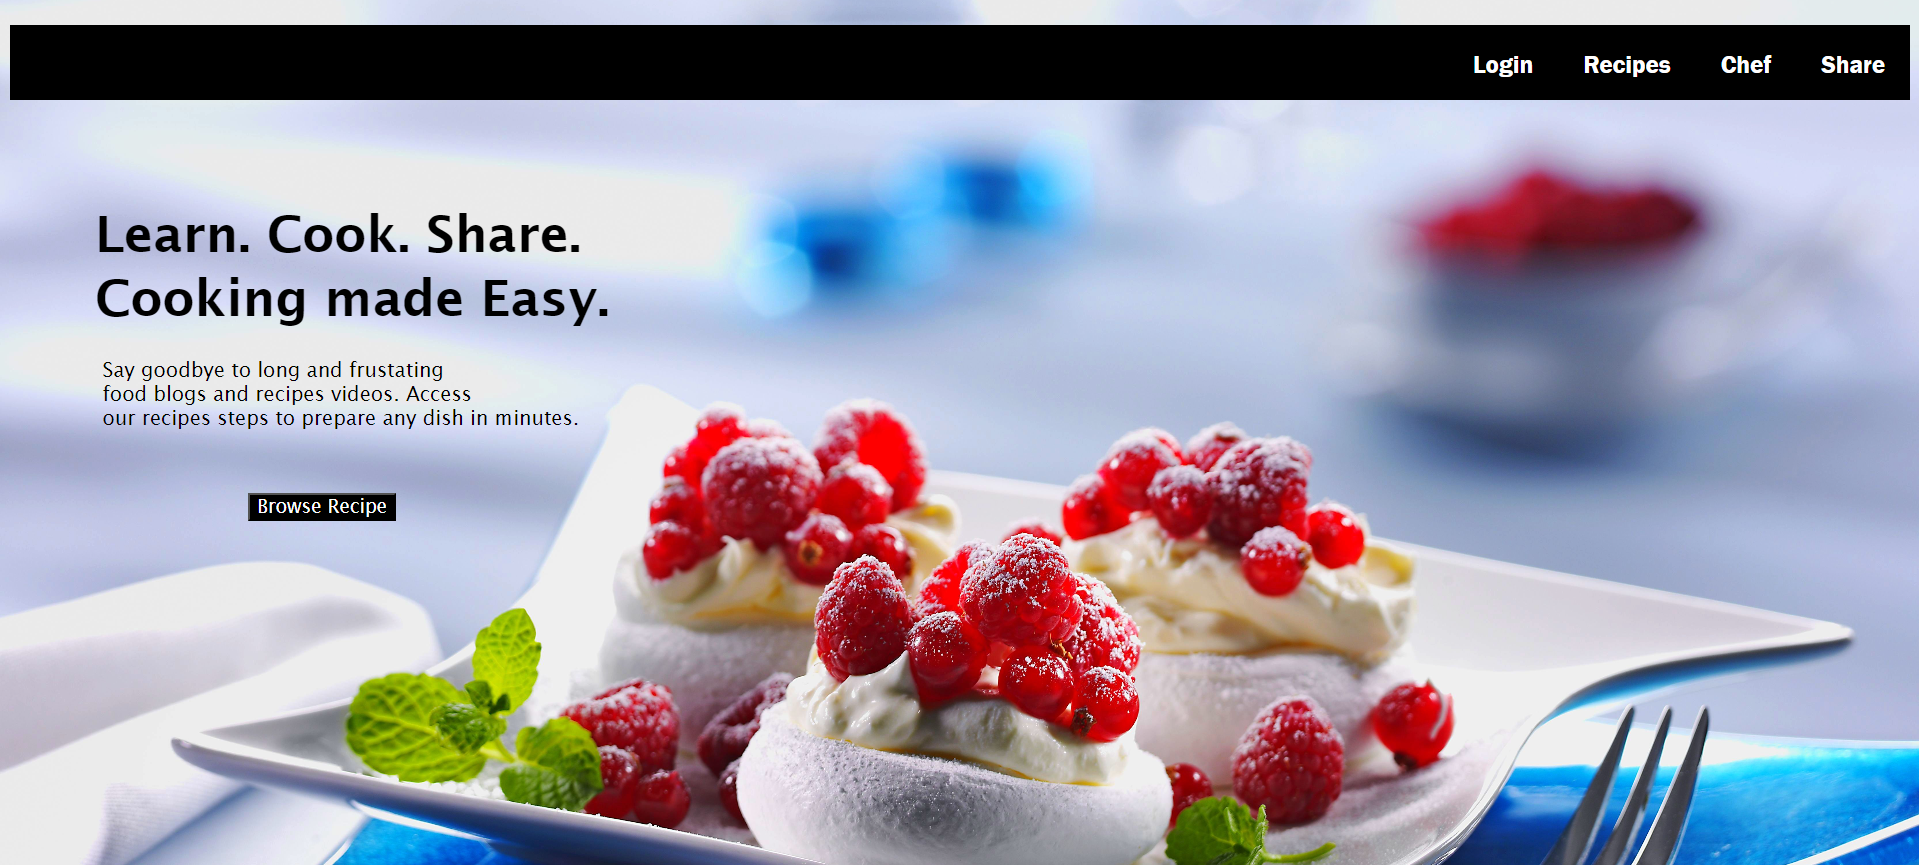 Login Recipes Chef Share
Learn. Cook. Share.
Cooking made Easy.
Say goodbye to long and frustating
food blogs and recipes videos. Access
our recipes steps to prepare any dish in minutes.
Browse Recipe